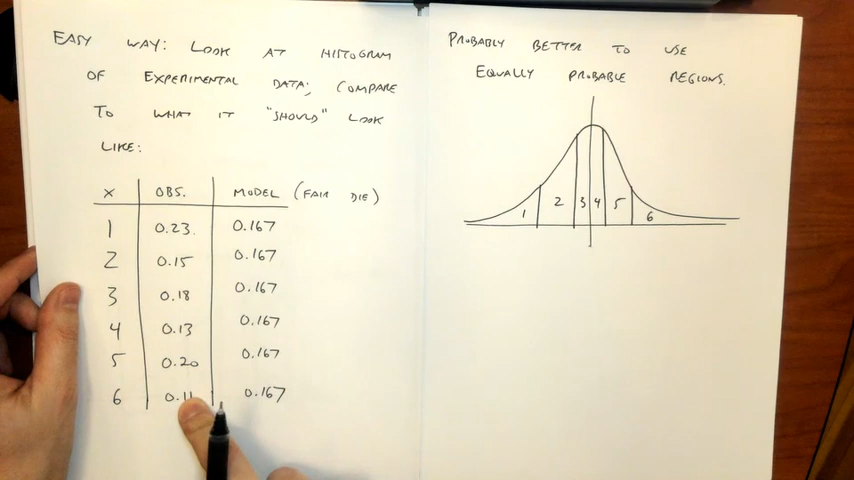 EASY WAY: LOOK AT HISTOGRAM
OF EXPERIMENTAL DATA; COMPARE
TO WHAT IT "SHOULD" LOOK
LIKE:
X OBS. MODEL (FAIR DIE)
1 0.23. 0.167
2 0.15 0.167
3 0.18 0.167
4 0.13 0.167
5 0.20 0.167
6 0.11 0.167
PROBABLY BETTER TO USE
EQUALLY PROBABLE REGIONS.
1 2 3 4 5 6